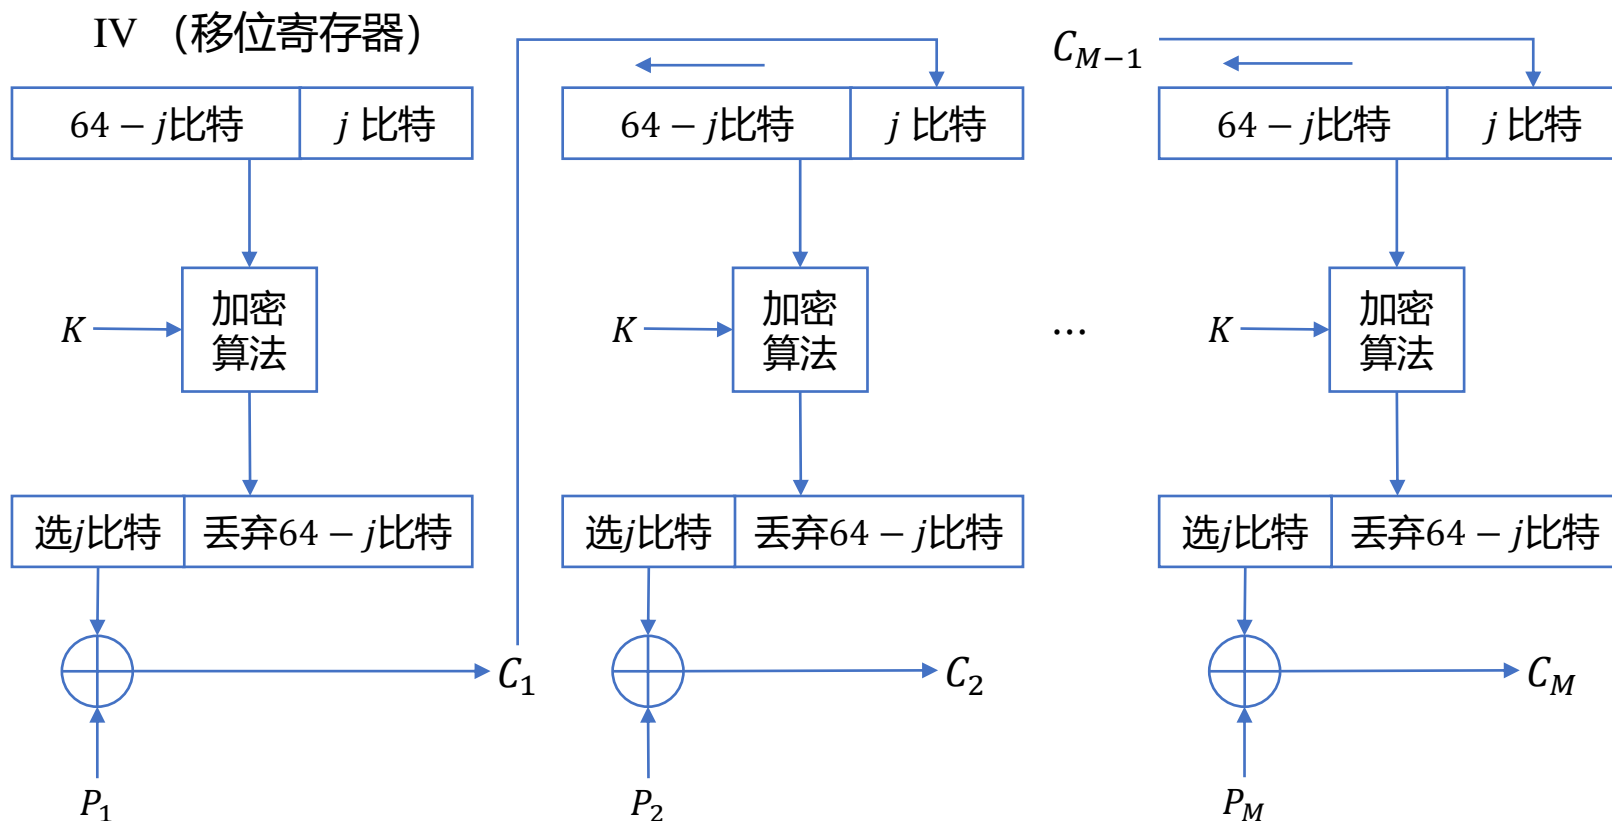 IV （移位寄存器）
C_{M-1}
64 − j比特 j 比特
64 − j比特 j 比特
64 − j比特 j 比特
K
加密
算法
K
加密
算法
...
K
加密
算法
选j比特 丢弃64 − j比特
选j比特 丢弃64 − j比特
选j比特 丢弃64 − j比特
C_1
C_2
C_M
P_1
P_2
P_M